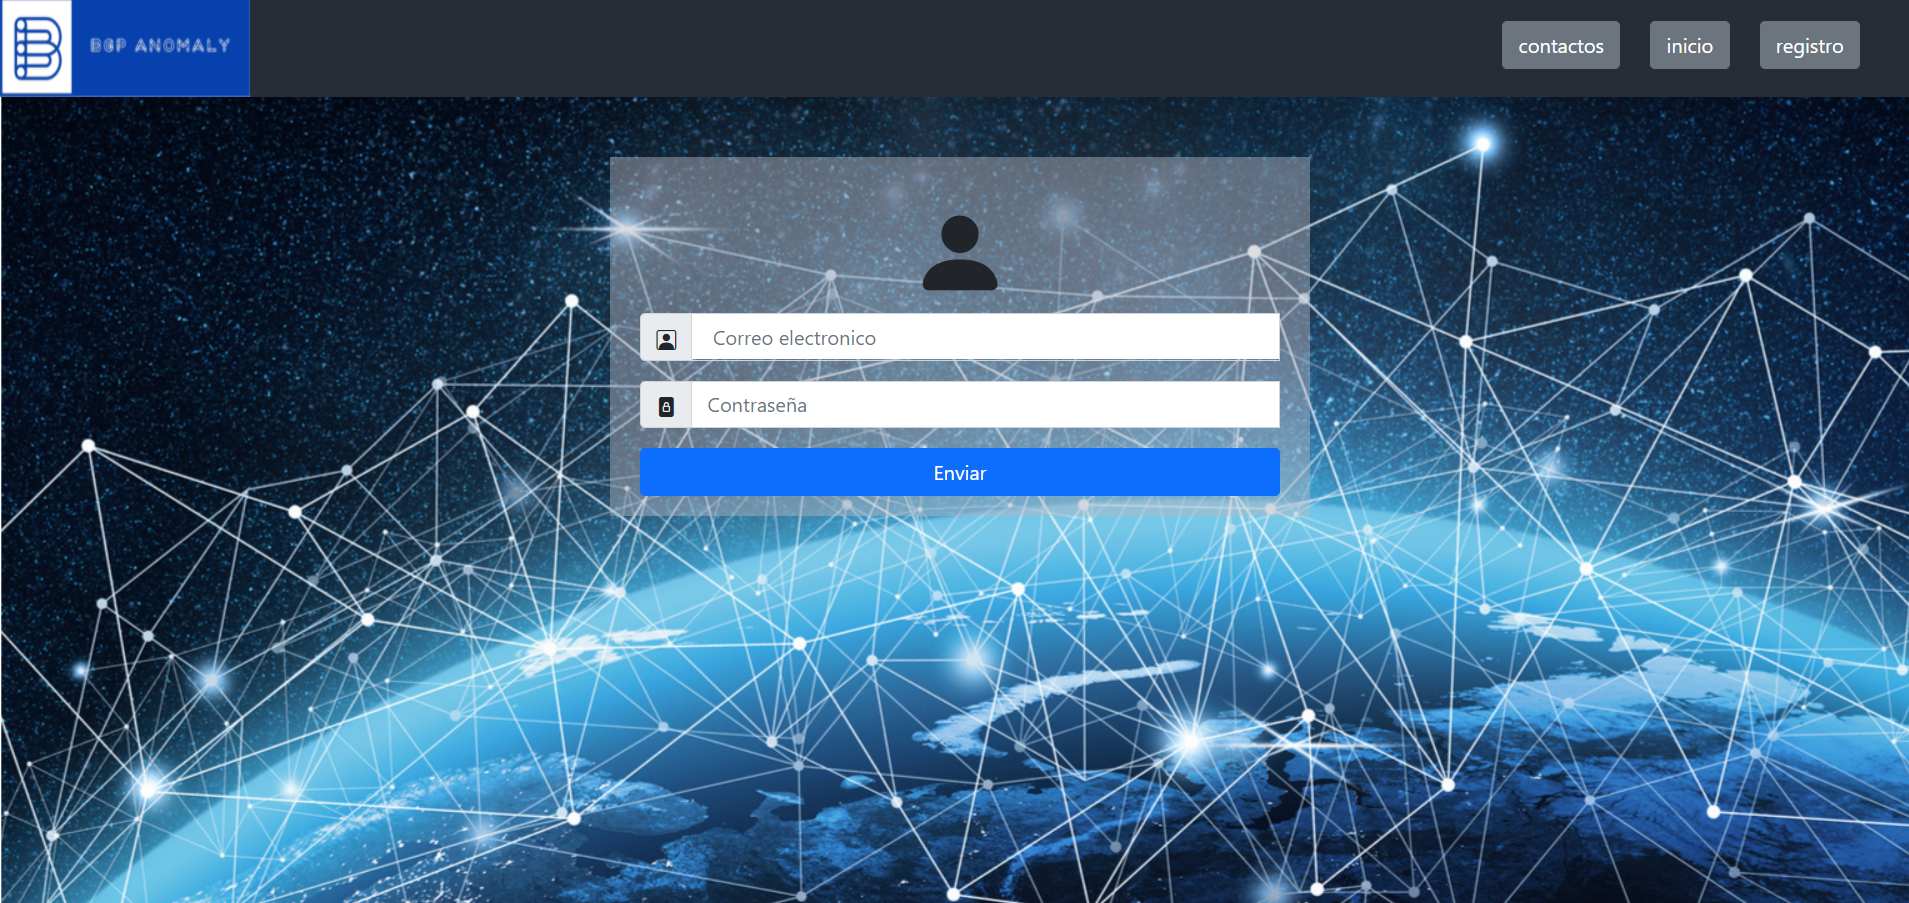 BGP ANOMALY
contactos
inicio
registro
Correo electronico
Contraseña
Enviar